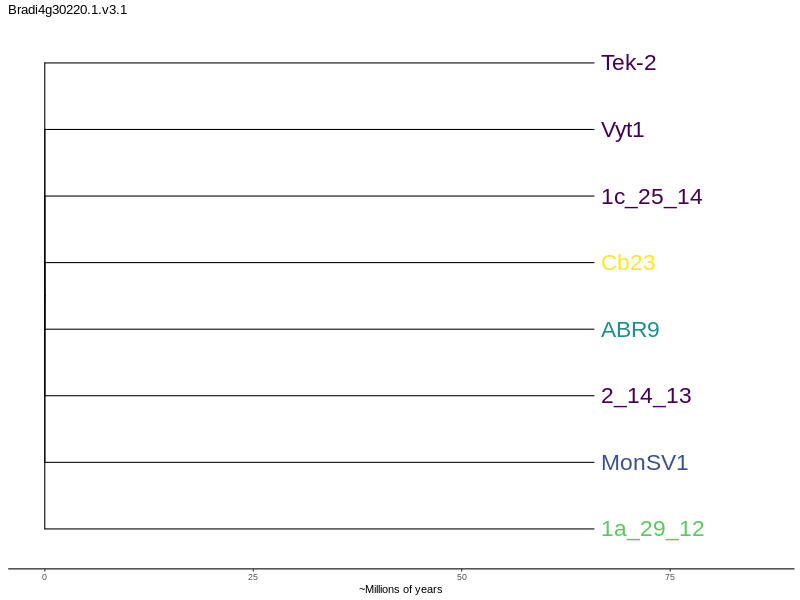 Bradi4g30220.1.v3.1
Tek-2
Vyt1
1c_25_14
Cb23
ABR9
2_14_13
MonSV1
1a_29_12
0 25 50 75
~Millions of years